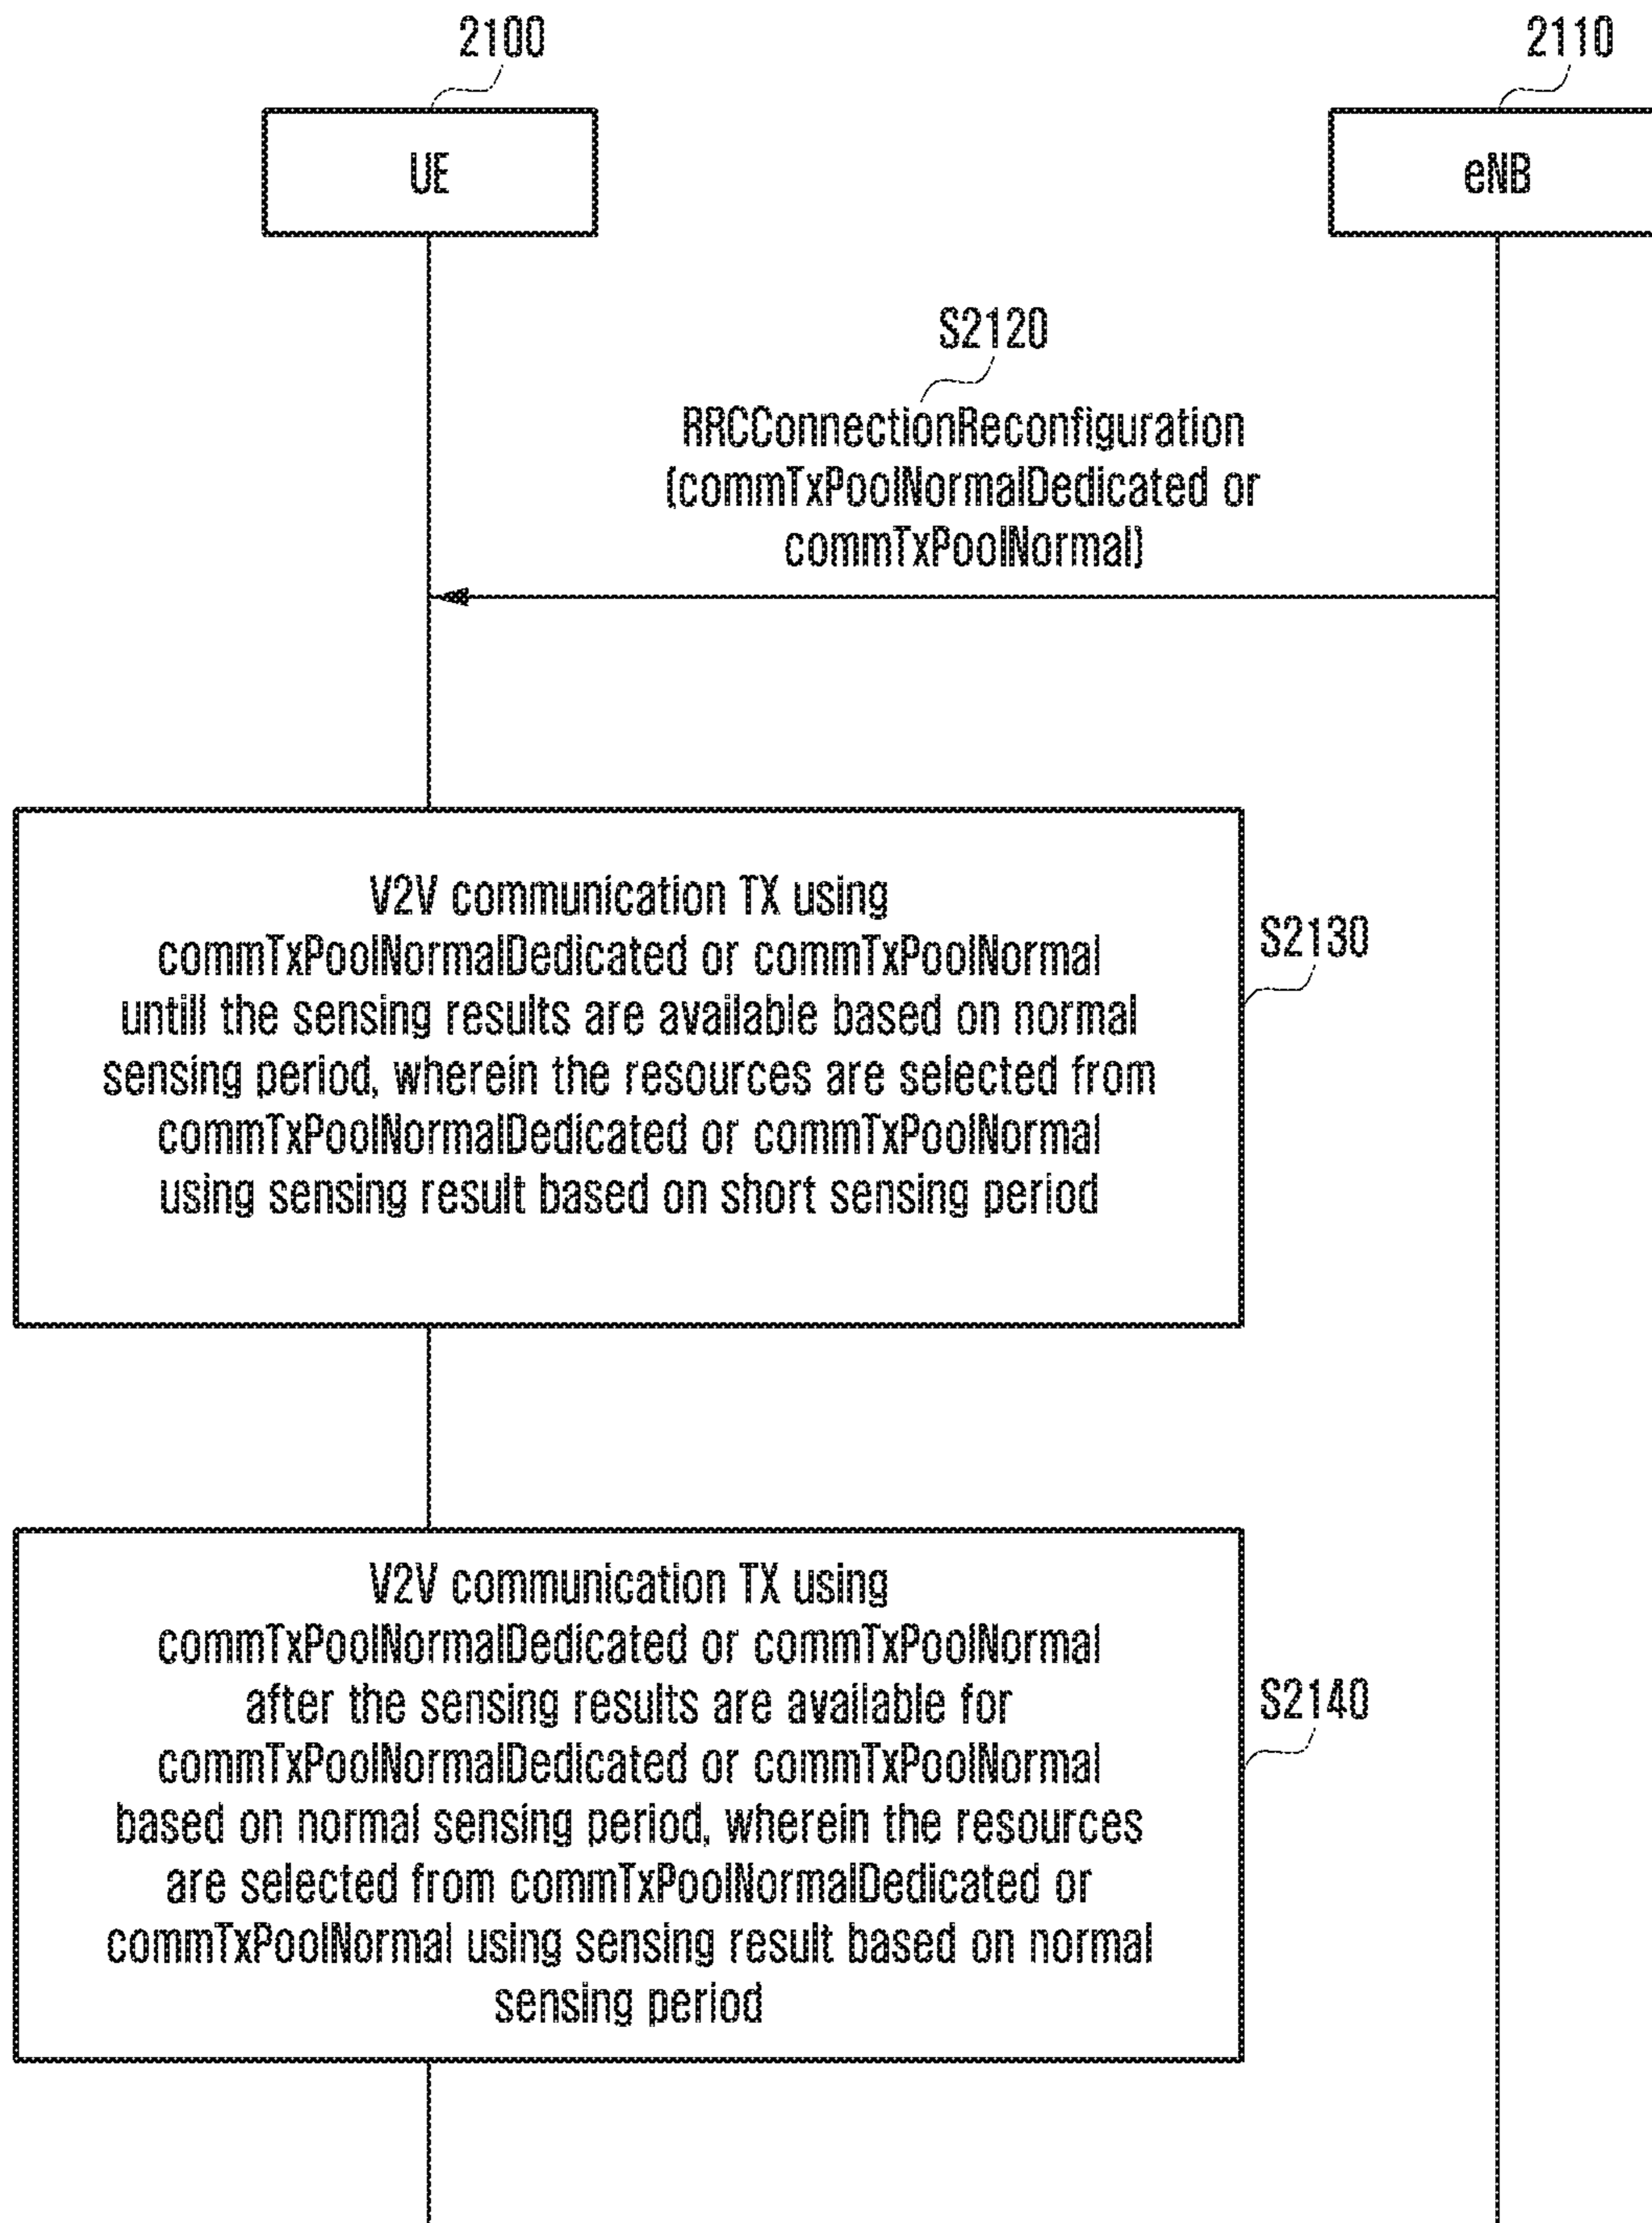 2100
2110
UE
eNB
S2120
RRCConnectionReconfiguration
(commTxPoolNormalDedicated or
commTxPoolNormal)
V2V communication TX using
commTxPoolNormalDedicated or commTxPoolNormal
untill the sensing results are available based on normal
sensing period, wherein the resources are selected from
commTxPoolNormalDedicated or commTxPoolNormal
using sensing result based on short sensing period
S2130
V2V communication TX using
commTxPoolNormalDedicated or commTxPoolNormal
after the sensing results are available for
commTxPoolNormalDedicated or commTxPoolNormal
based on normal sensing period, wherein the resources
are selected from commTxPoolNormalDedicated or
commTxPoolNormal using sensing result based on normal
sensing period
S2140